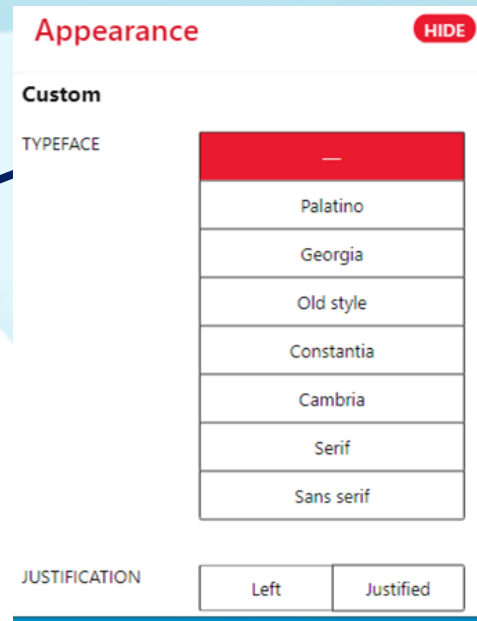 Appearance HIDE
Custom
TYPEFACE —
Palatino
Georgia
Old style
Constantia
Cambria
Serif
Sans serif
JUSTIFICATION Left Justified